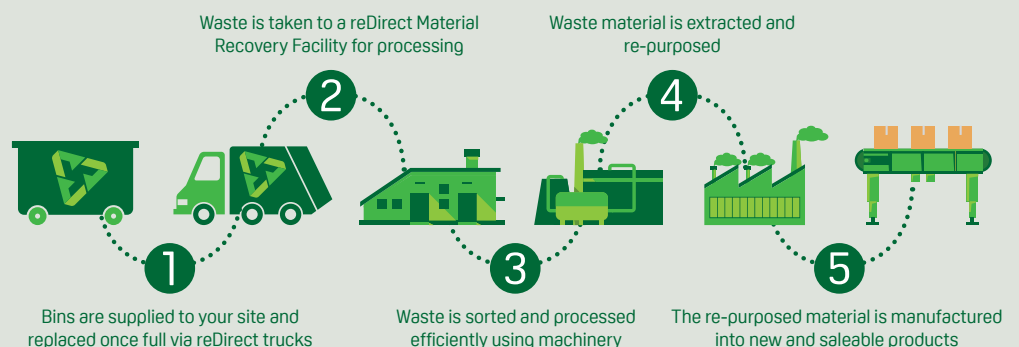 Waste is taken to a reDirect Material
Recovery Facility for processing
Waste material is extracted and
re-purposed
2
4
1
3
5
Bins are supplied to your site and
replaced once full via reDirect trucks
Waste is sorted and processed
efficiently using machinery
The re-purposed material is manufactured
into new and saleable products